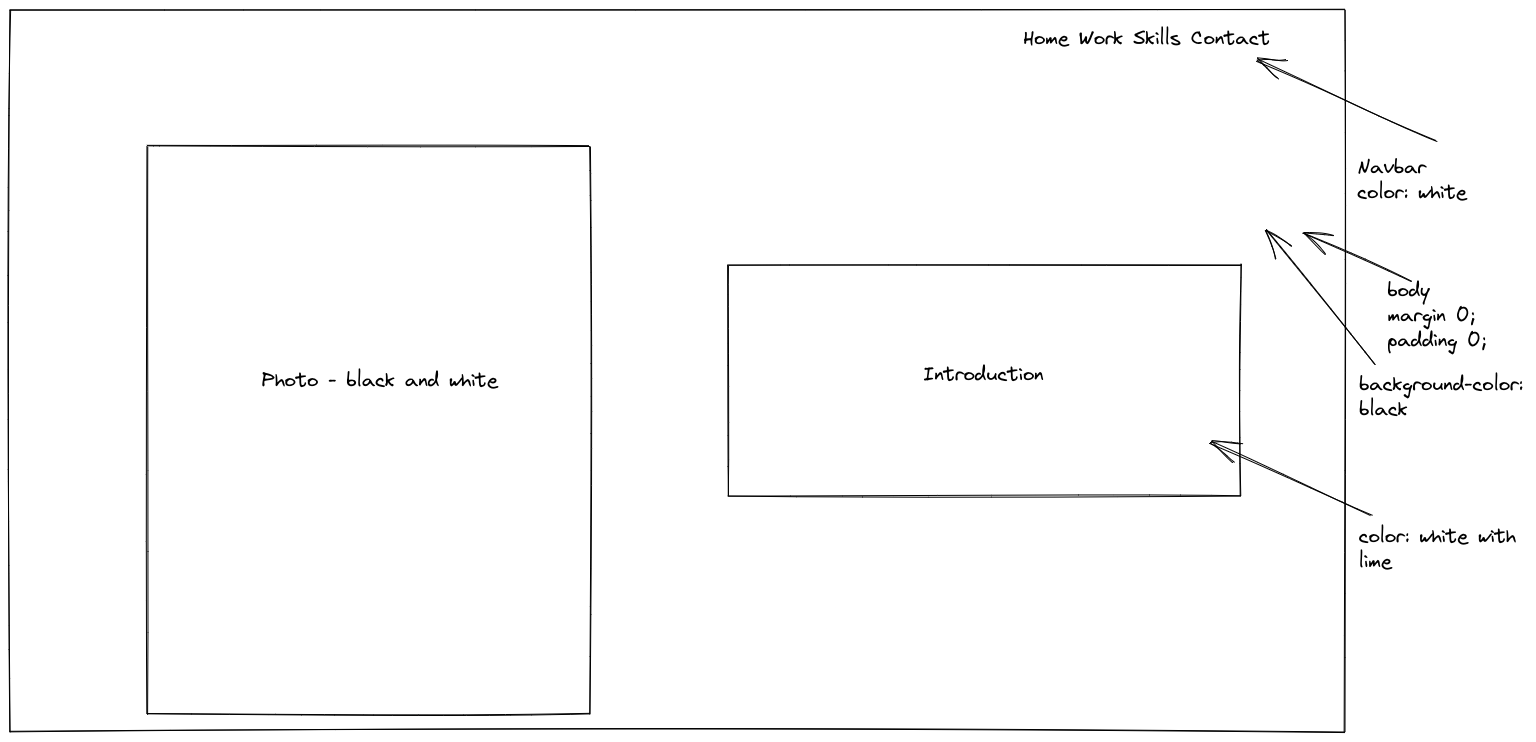 Home Work Skills Contact
Navbar
color: white
body
margin 0;
padding 0;
Photo - black and white
Introduction
background-color:
black
color: white with
lime